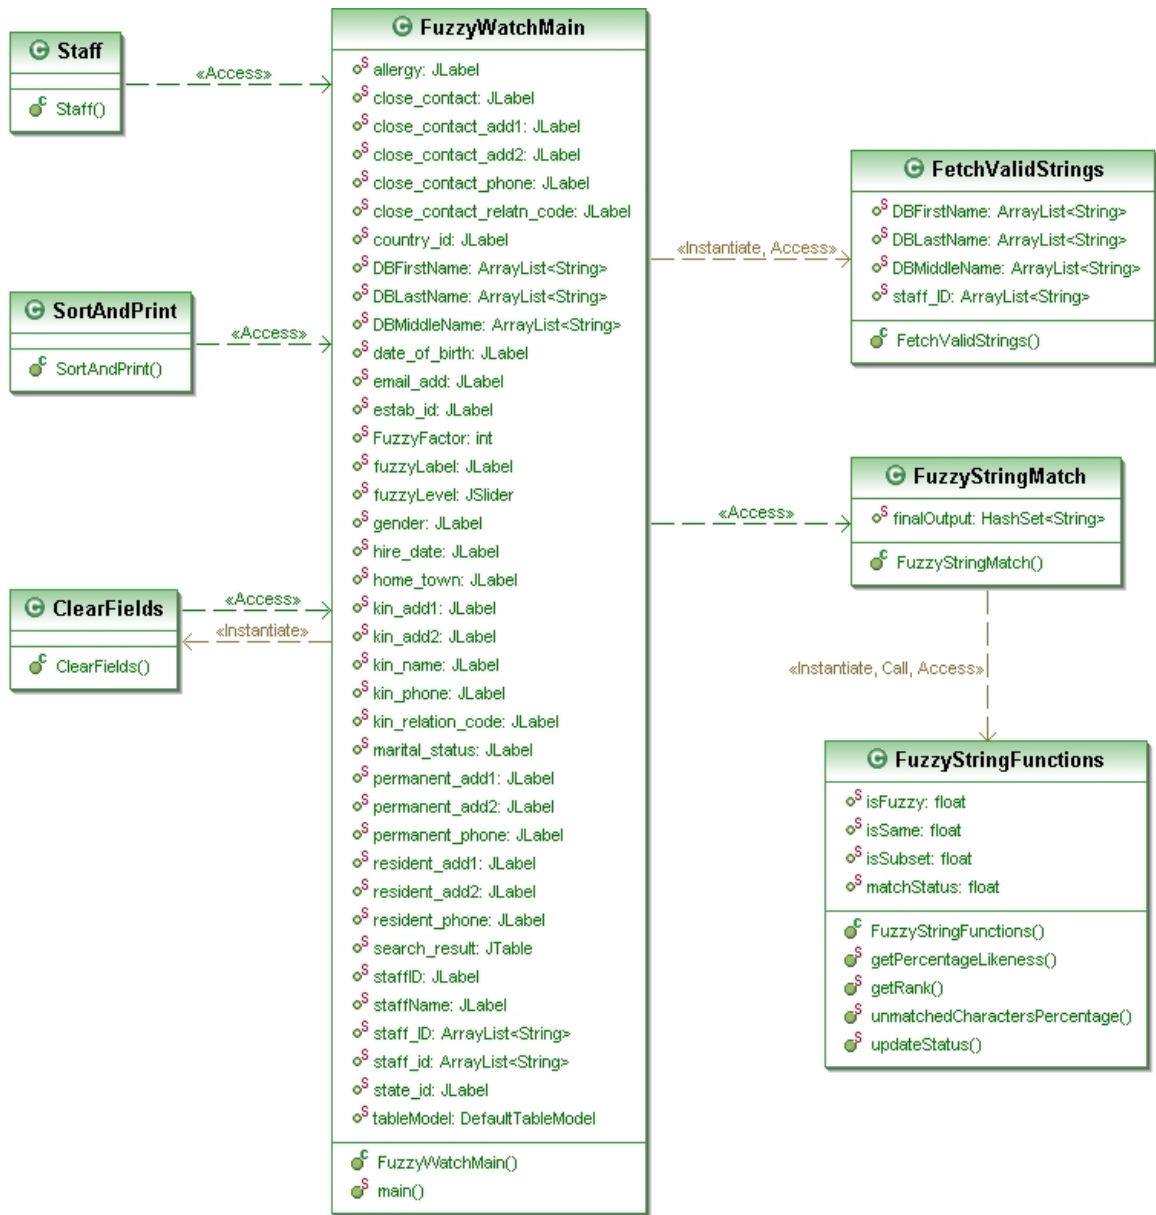 Staff
Staff()
«Access»
SortAndPrint
SortAndPrint()
«Access»
ClearFields
ClearFields()
«Access»
«Instantiate»
FuzzyWatchMain
allergy: JLabel
close_contact: JLabel
close_contact_add1: JLabel
close_contact_add2: JLabel
close_contact_phone: JLabel
close_contact_relatn_code: JLabel
country_id: JLabel
DBFirstName: ArrayList<String>
DBLastName: ArrayList<String>
DBMiddleName: ArrayList<String>
date_of_birth: JLabel
email_add: JLabel
estab_id: JLabel
FuzzyFactor: int
fuzzyLabel: JLabel
fuzzyLevel: JSlider
gender: JLabel
hire_date: JLabel
home_town: JLabel
kin_add1: JLabel
kin_add2: JLabel
kin_name: JLabel
kin_phone: JLabel
kin_relation_code: JLabel
marital_status: JLabel
permanent_add1: JLabel
permanent_add2: JLabel
permanent_phone: JLabel
resident_add1: JLabel
resident_add2: JLabel
resident_phone: JLabel
search_result: JTable
staffID: JLabel
staffName: JLabel
staff_ID: ArrayList<String>
staff_id: ArrayList<String>
state_id: JLabel
tableModel: DefaultTableModel
FuzzyWatchMain()
main()
«Instantiate, Access»
FetchValidStrings
DBFirstName: ArrayList<String>
DBLastName: ArrayList<String>
DBMiddleName: ArrayList<String>
staff_ID: ArrayList<String>
FetchValidStrings()
«Access»
FuzzyStringMatch
finalOutput: HashSet<String>
FuzzyStringMatch()
«Instantiate, Call, Access»
FuzzyStringFunctions
isFuzzy: float
isSame: float
isSubset: float
matchStatus: float
FuzzyStringFunctions()
getPercentageLikeness()
getRank()
unmatchedCharactersPercentage()
updateStatus()